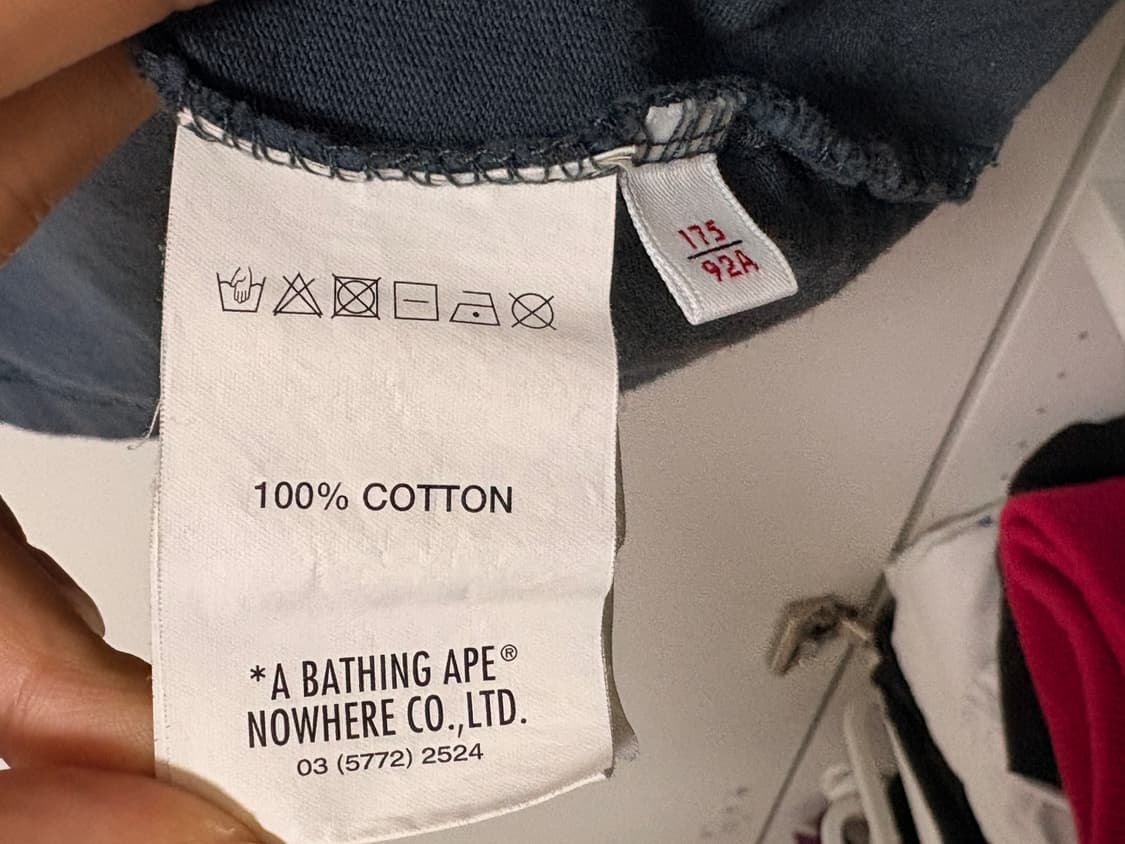 175
92A
100% COTTON
*A BATHING APE®
NOWHERE CO.,LTD.
03 (5772) 2524